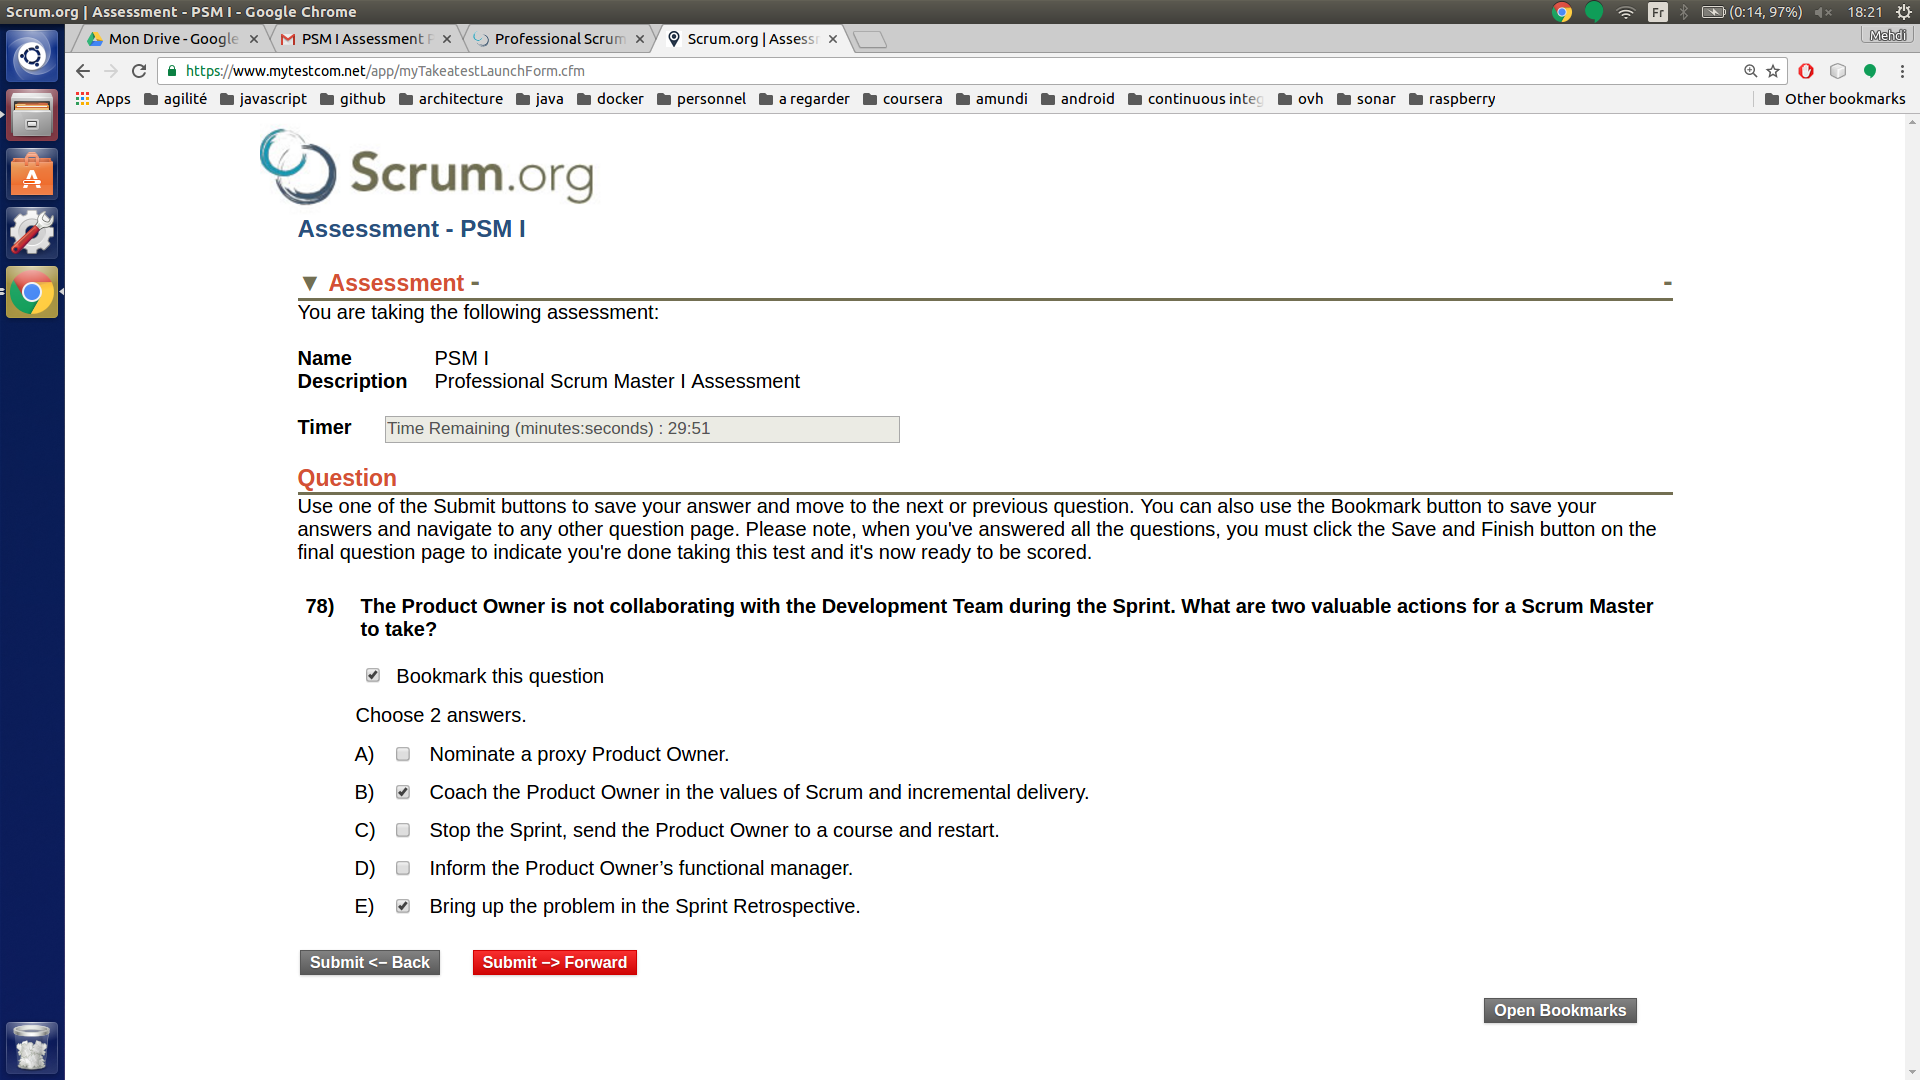 Scrum.org | Assessment - PSM I - Google Chrome
Fr
(0:14, 97%)
18:21
Mon Drive - Google
PSM I Assessment
Professional Scrum
Scrum.org | Assess
Mehdi
https://www.mytestcom.net/app/myTakeatestLaunchForm.cfm
Apps agilité javascript github architecture java docker personnel a regarder coursera amundi android continuous integ ovh sonar raspberry Other bookmarks
Scrum.org
Assessment - PSM I
▼ Assessment - -
You are taking the following assessment:
Name PSM I
Description Professional Scrum Master I Assessment
Timer Time Remaining (minutes:seconds) : 29:51
Question
Use one of the Submit buttons to save your answer and move to the next or previous question. You can also use the Bookmark button to save your
answers and navigate to any other question page. Please note, when you've answered all the questions, you must click the Save and Finish button on the
final question page to indicate you're done taking this test and it's now ready to be scored.
78) The Product Owner is not collaborating with the Development Team during the Sprint. What are two valuable actions for a Scrum Master
to take?
Bookmark this question
Choose 2 answers.
A) Nominate a proxy Product Owner.
B) Coach the Product Owner in the values of Scrum and incremental delivery.
C) Stop the Sprint, send the Product Owner to a course and restart.
D) Inform the Product Owner’s functional manager.
E) Bring up the problem in the Sprint Retrospective.
Submit <– Back Submit –> Forward
Open Bookmarks